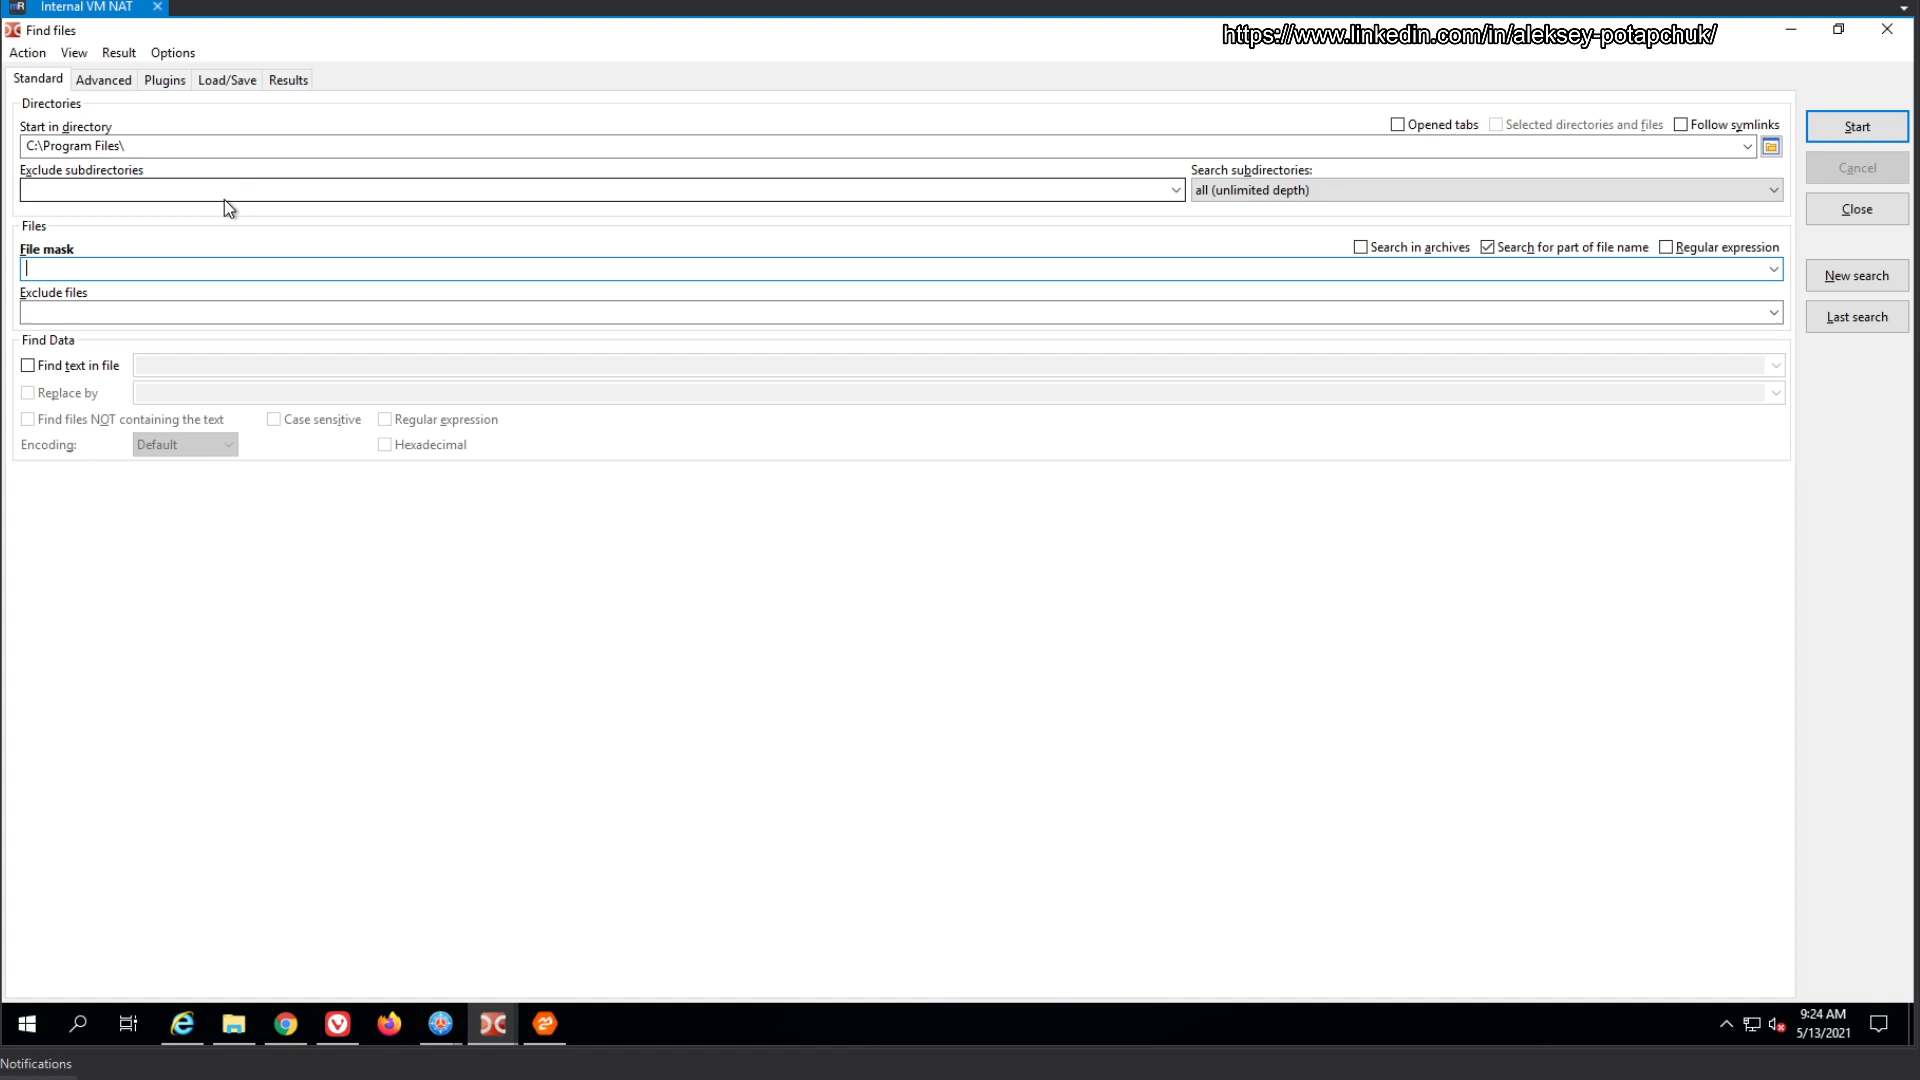 mR Internal VM NAT
Find files
https://www.linkedin.com/in/aleksey-potapchuk/
Action View Result Options
Standard Advanced Plugins Load/Save Results
Directories
Start in directory
Opened tabs Selected directories and files Follow symlinks
C:\Program Files\
Start
Exclude subdirectories
Search subdirectories:
all (unlimited depth)
Cancel
Close
Files
File mask
Search in archives Search for part of file name Regular expression
New search
Exclude files
Last search
Find Data
Find text in file
Replace by
Find files NOT containing the text Case sensitive Regular expression
Encoding: Default Hexadecimal
9:24 AM
5/13/2021
Notifications